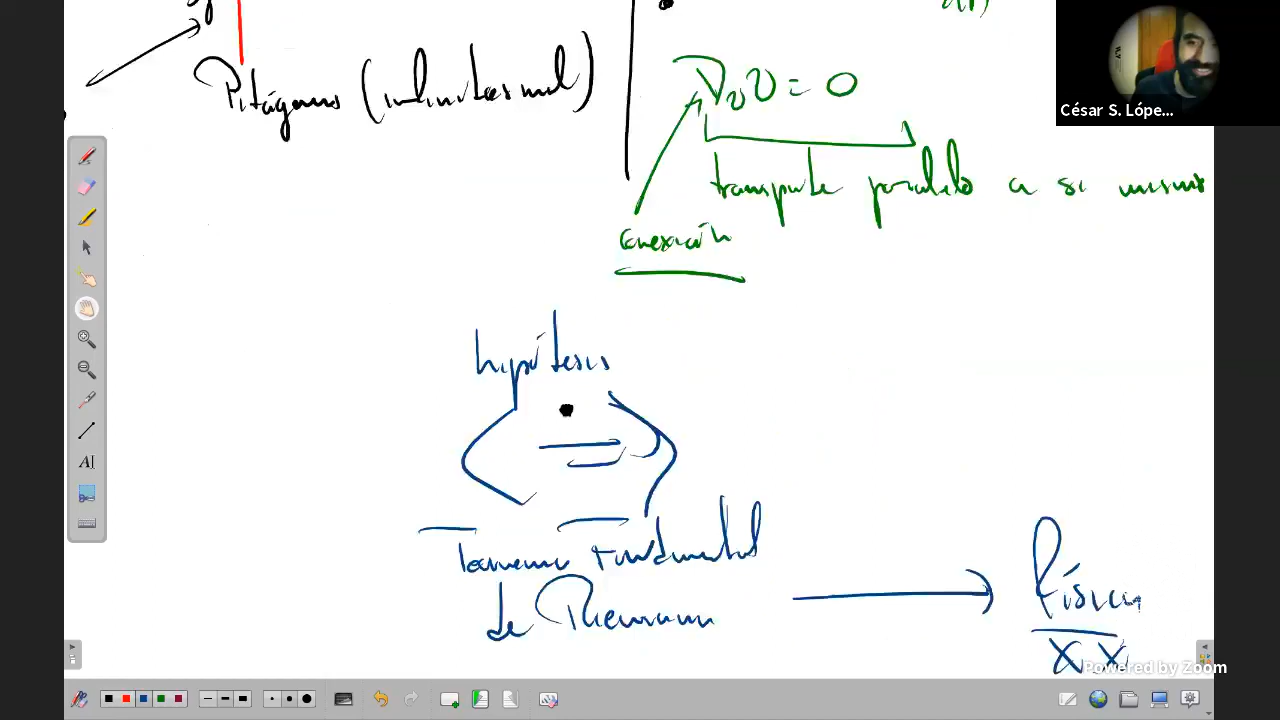 Pitágoras (infinitesimal)
∇ᵥv = 0
transporte paralelo a si mismo
conexión
hipótesis
Teorema Fundamental
de Riemann
Física
XX
César S. Lópe...
Powered by Zoom